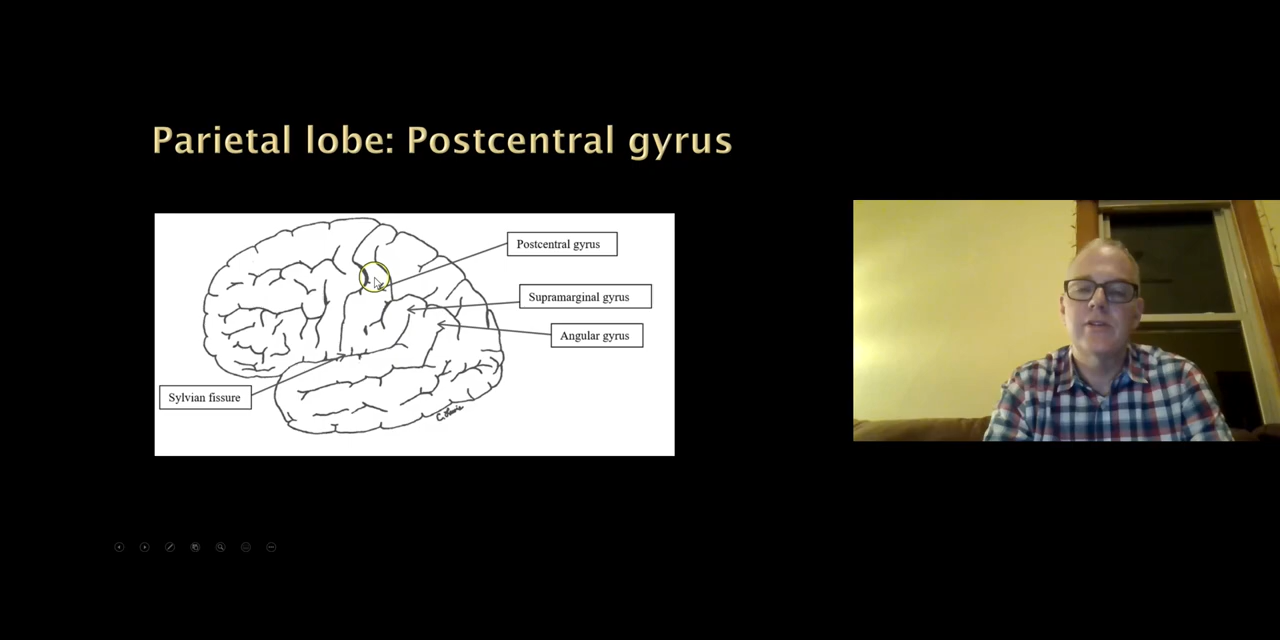 Parietal lobe: Postcentral gyrus
Postcentral gyrus
Supramarginal gyrus
Angular gyrus
Sylvian fissure